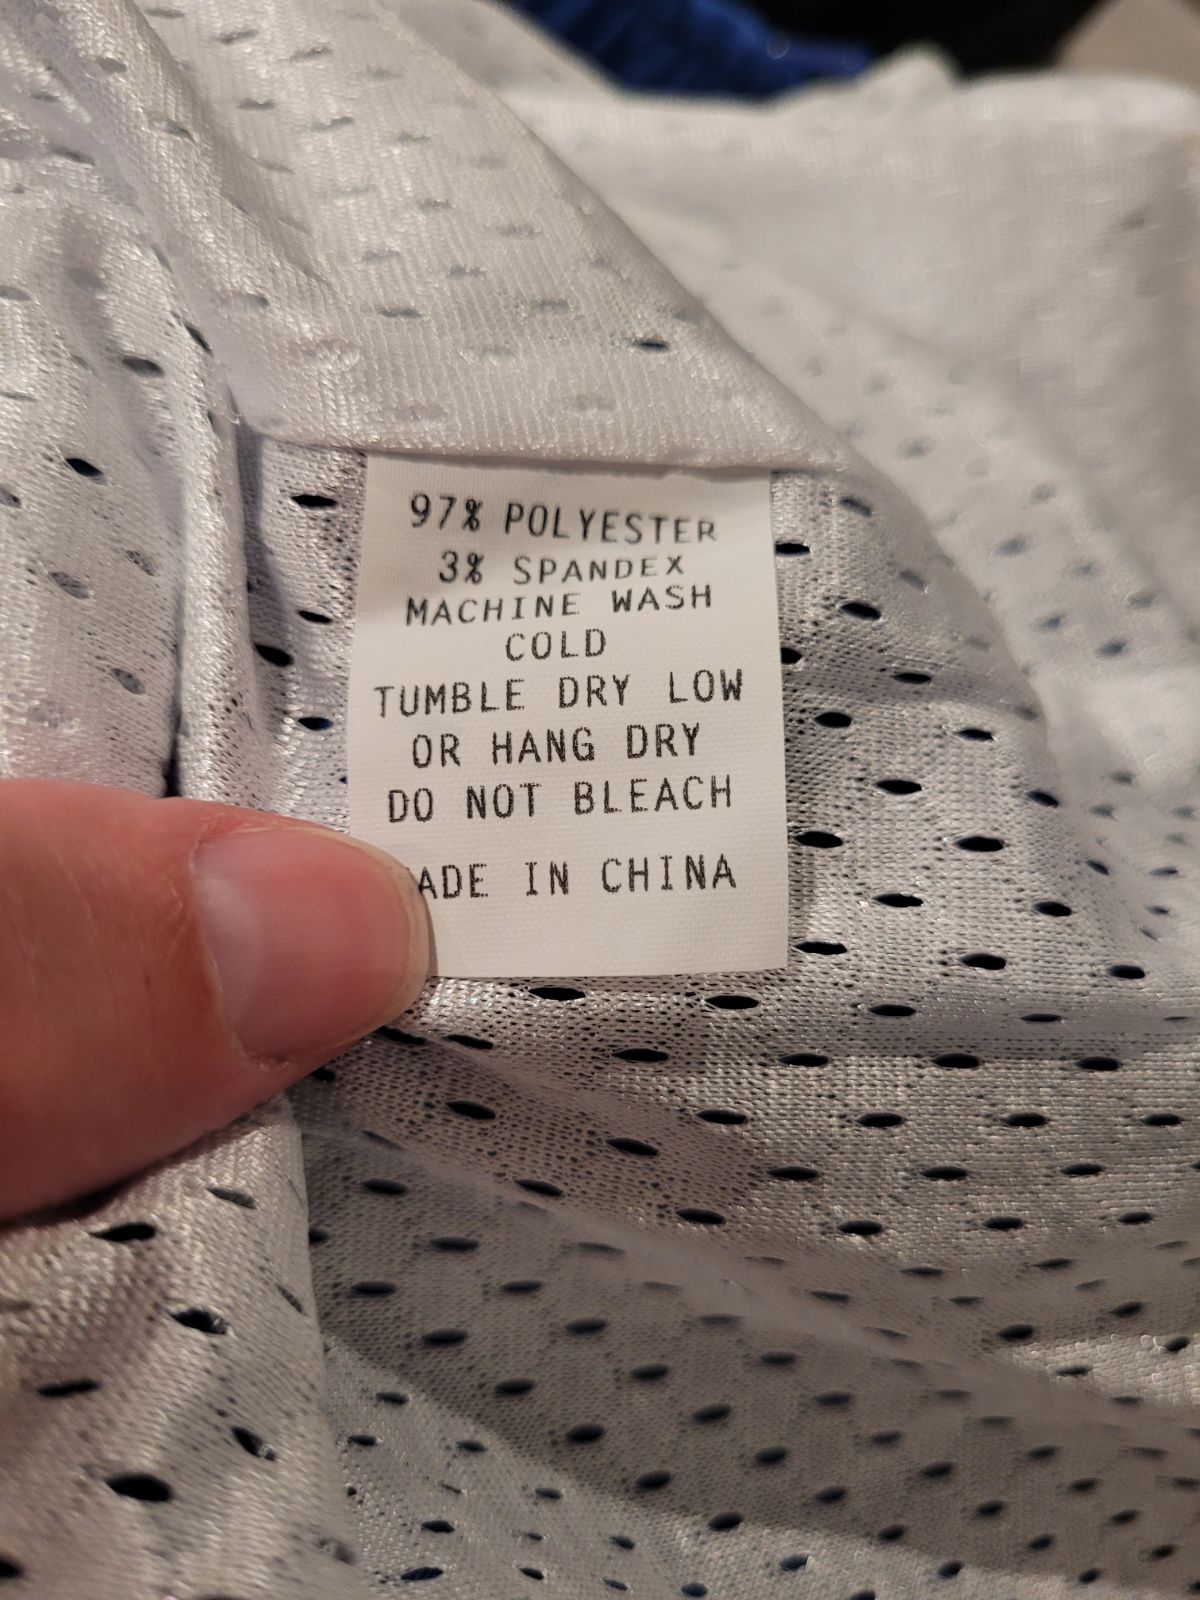 97% POLYESTER
3% SPANDEX
MACHINE WASH
COLD
TUMBLE DRY LOW
OR HANG DRY
DO NOT BLEACH
ADE IN CHINA